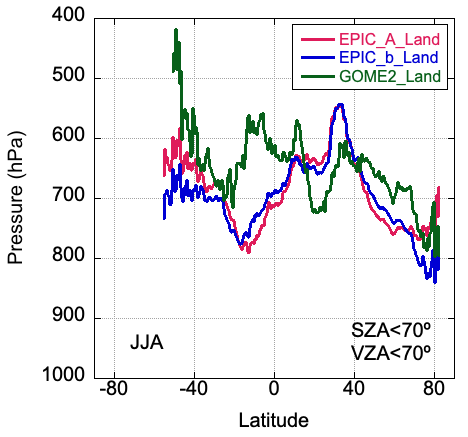 400
EPIC_A_Land
EPIC_b_Land
GOME2_Land
500
600
700
800
900
1000
Pressure (hPa)
JJA
SZA<70º
VZA<70º
-80 -40 0 40 80
Latitude